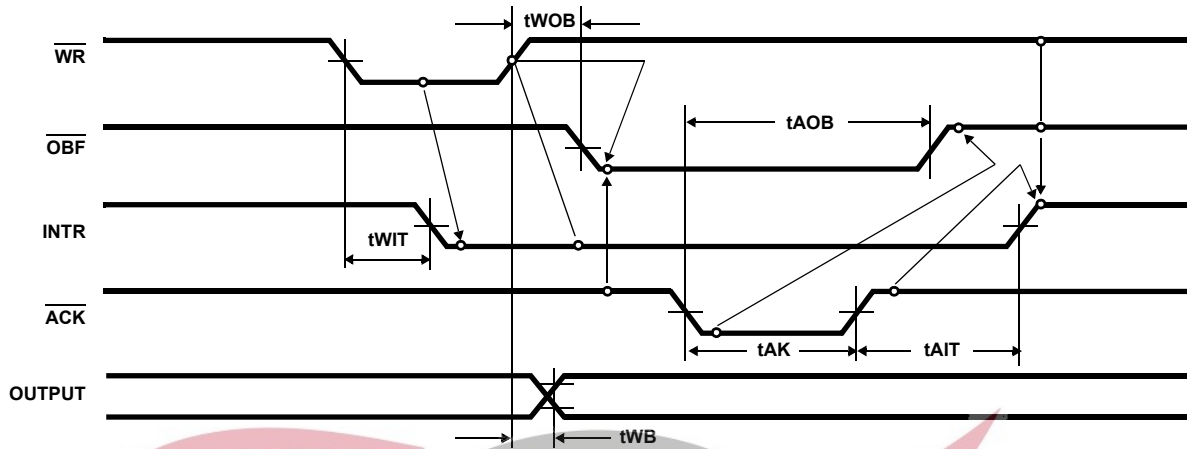 tWOB
WR
tAOB
OBF
INTR
tWIT
ACK
tAK
tAIT
OUTPUT
tWB